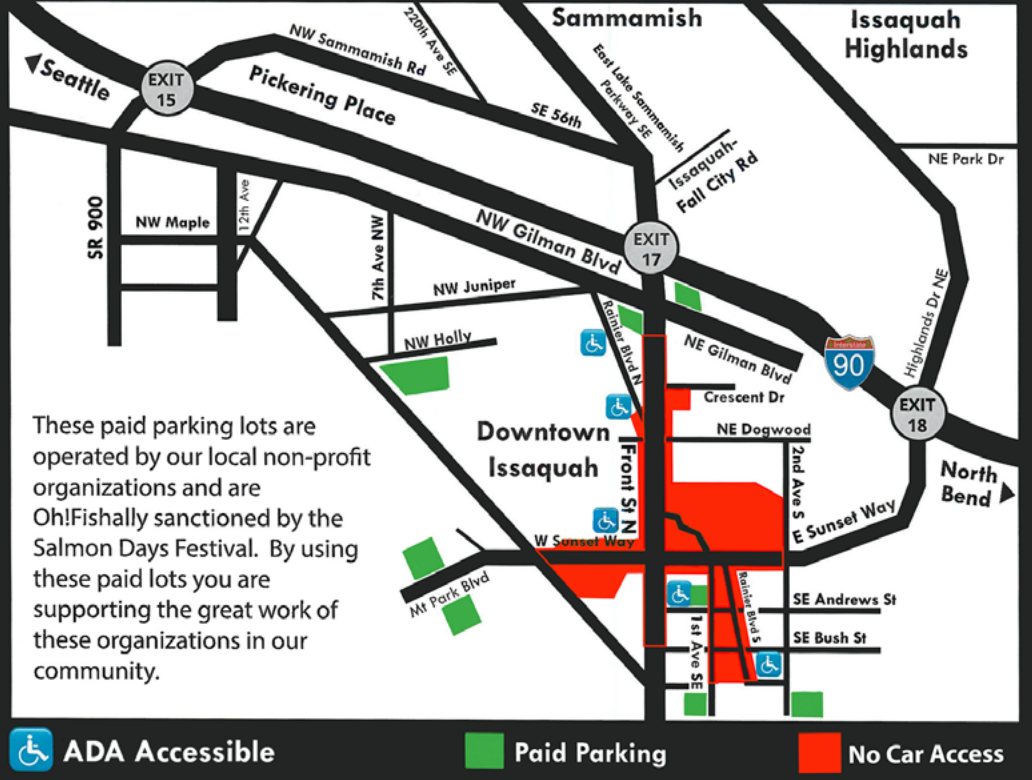 Sammamish
Issaquah
Highlands
220th Ave SE
NW Sammamish Rd
◀Seattle
EXIT
15
Pickering Place
East Lake Sammamish
Parkway SE
SE 56th
Issaquah-
Fall City Rd
NE Park Dr
SR 900
12th Ave
NW Maple
7th Ave NW
NW Gilman Blvd
EXIT
17
NW Juniper
Highlands Dr NE
Rainier Blvd N
NW Holly
NE Gilman Blvd
Interstate
90
Crescent Dr
EXIT
18
These paid parking lots are
operated by our local non-profit
organizations and are
Oh!Fishally sanctioned by the
Salmon Days Festival. By using
these paid lots you are
supporting the great work of
these organizations in our
community.
Downtown
Issaquah
Front St N
NE Dogwood
2nd Ave S
North
Bend▶
E Sunset Way
W Sunset Way
Mt Park Blvd
Rainier Blvd S
SE Andrews St
1st Ave SE
SE Bush St
ADA Accessible
Paid Parking
No Car Access